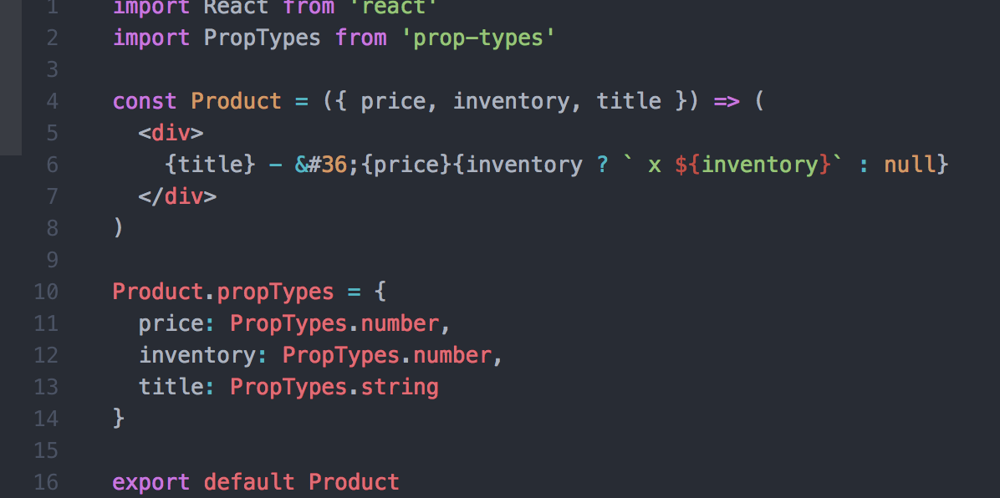 1 import React from 'react'
2 import PropTypes from 'prop-types'
3
4 const Product = ({ price, inventory, title }) => (
5   <div>
6     {title} - &#36;{price}{inventory ? ` x ${inventory}` : null}
7   </div>
8 )
9
10 Product.propTypes = {
11   price: PropTypes.number,
12   inventory: PropTypes.number,
13   title: PropTypes.string
14 }
15
16 export default Product